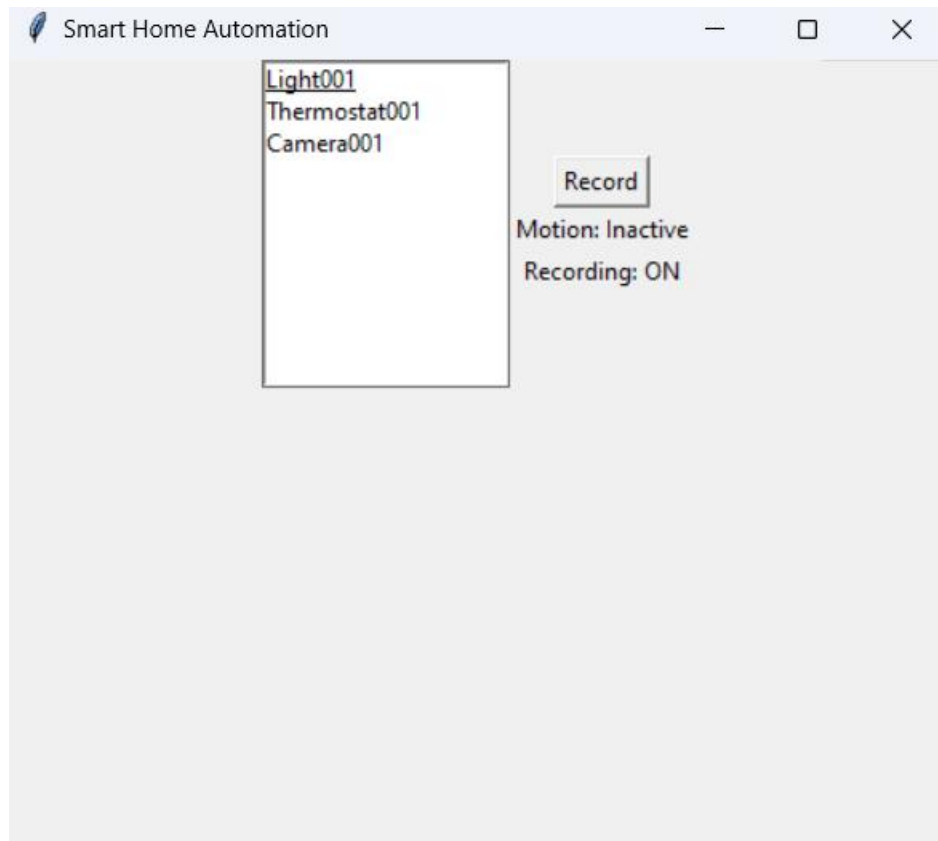 Smart Home Automation
Light001
Thermostat001
Camera001
Record
Motion: Inactive
Recording: ON